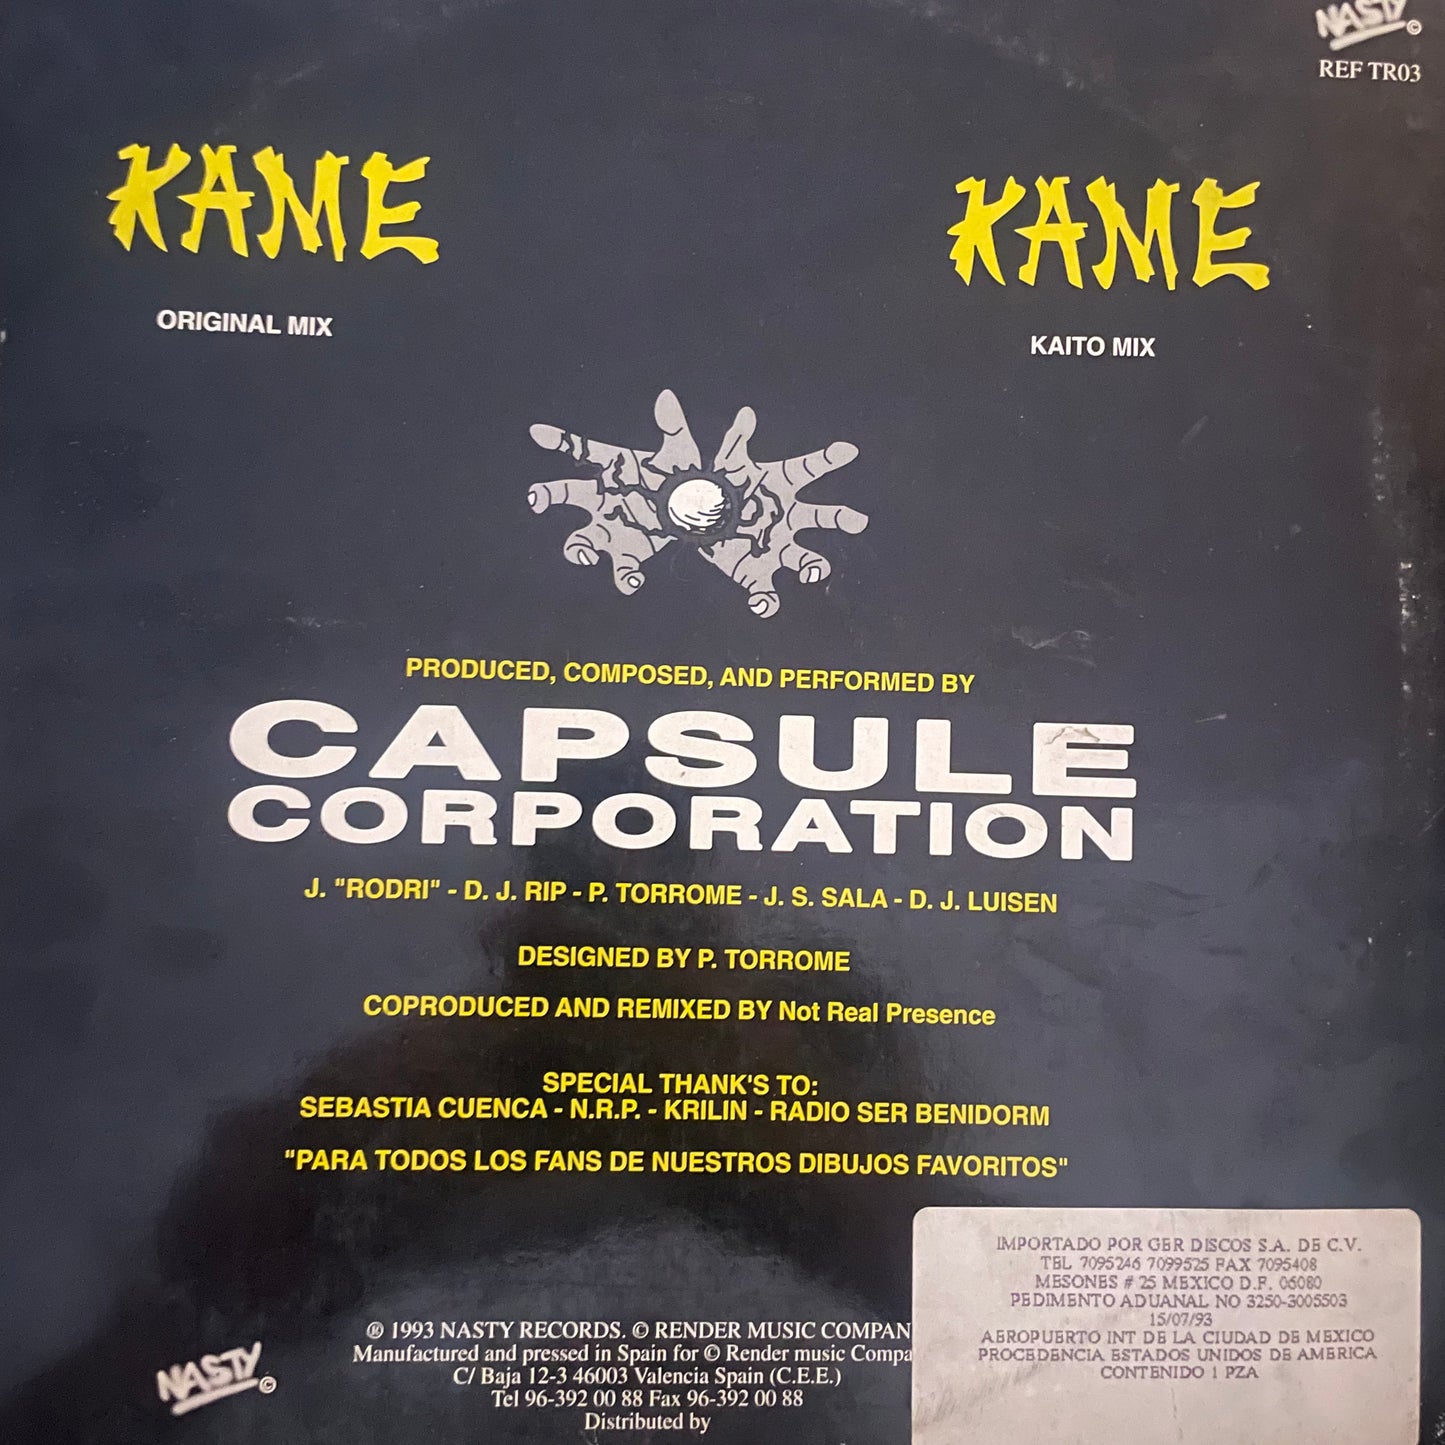 NASTY ©
REF TR03
KAME
ORIGINAL MIX
KAME
KAITO MIX
PRODUCED, COMPOSED, AND PERFORMED BY
CAPSULE
CORPORATION
J. "RODRI" - D. J. RIP - P. TORROME - J. S. SALA - D. J. LUISEN
DESIGNED BY P. TORROME
COPRODUCED AND REMIXED BY Not Real Presence
SPECIAL THANK'S TO:
SEBASTIA CUENCA - N.R.P. - KRILIN - RADIO SER BENIDORM
"PARA TODOS LOS FANS DE NUESTROS DIBUJOS FAVORITOS"
NASTY ©
® 1993 NASTY RECORDS. © RENDER MUSIC COMPAN
Manufactured and pressed in Spain for © Render music Compa
C/ Baja 12-3 46003 Valencia Spain (C.E.E.)
Tel 96-392 00 88 Fax 96-392 00 88
Distributed by
IMPORTADO POR GER DISCOS S.A. DE C.V.
TEL 7095246 7099525 FAX 7095408
MESONES # 25 MEXICO D.F. 06080
PEDIMENTO ADUANAL NO 3250-3005503
15/07/93
AEROPUERTO INT DE LA CIUDAD DE MEXICO
PROCEDENCIA ESTADOS UNIDOS DE AMERICA
CONTENIDO 1 PZA